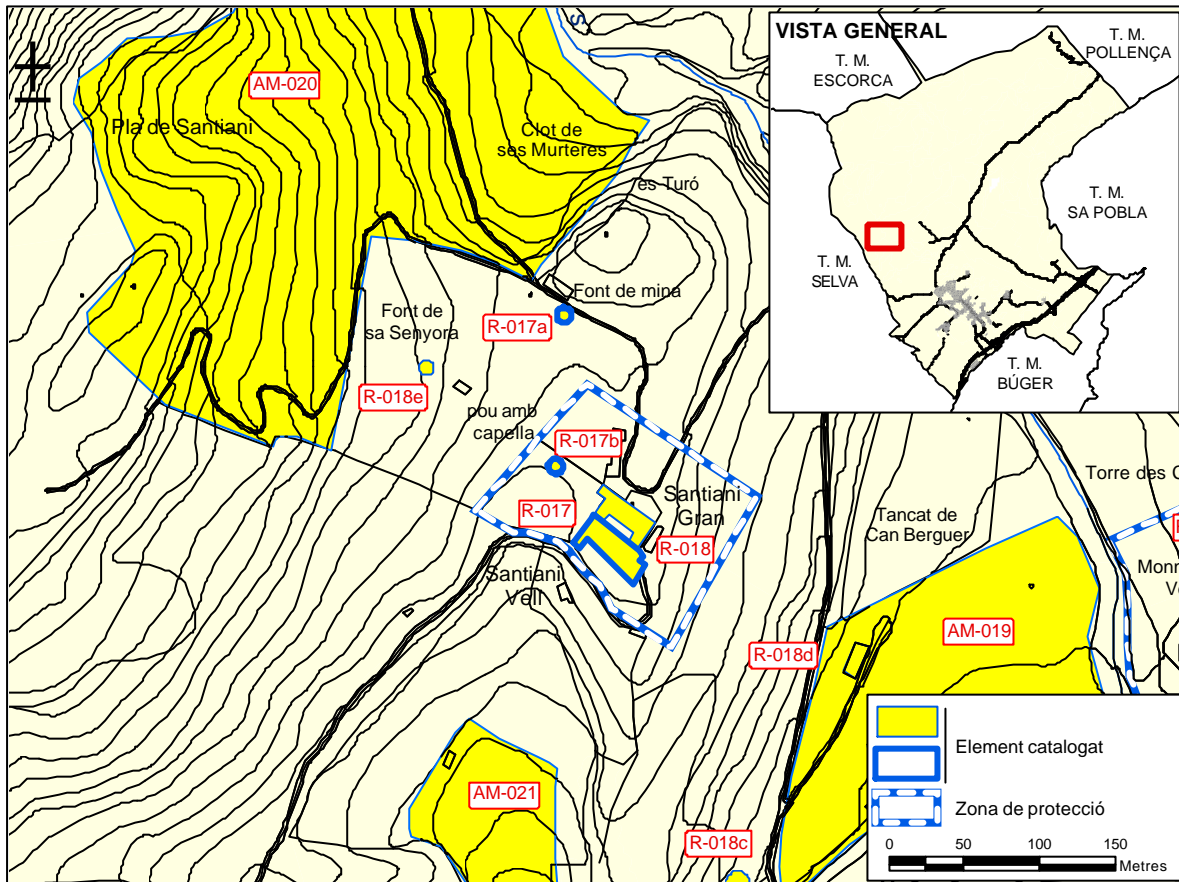 AM-020
Pla de Santiani
Clot de
ses Murteres
es Turó
Font de mina
R-017a
Font de
sa Senyora
R-018e
pou amb
capella
R-017b
R-017
Santiani
Gran
R-018
Santiani
Vell
R-018d
Tancat de
Can Berguer
Torre des C
Monr
AM-019
AM-021
R-018c
VISTA GENERAL
T. M.
ESCORCA
T. M.
POLLENÇA
T. M.
SA POBLA
T. M.
SELVA
T. M.
BÚGER
Element catalogat
Zona de protecció
0 50 100 150
Metres